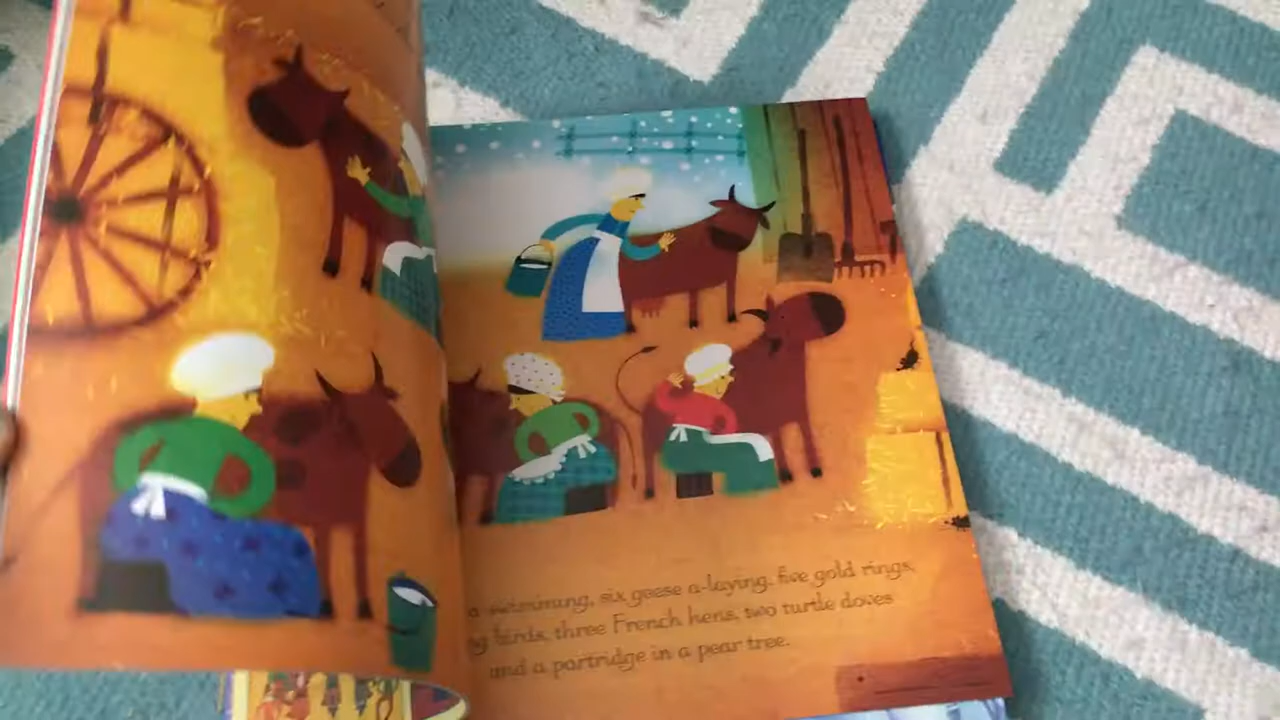 swimming, six geese a-laying, five gold rings,
birds, three French hens, two turtle doves
and a partridge in a pear tree.